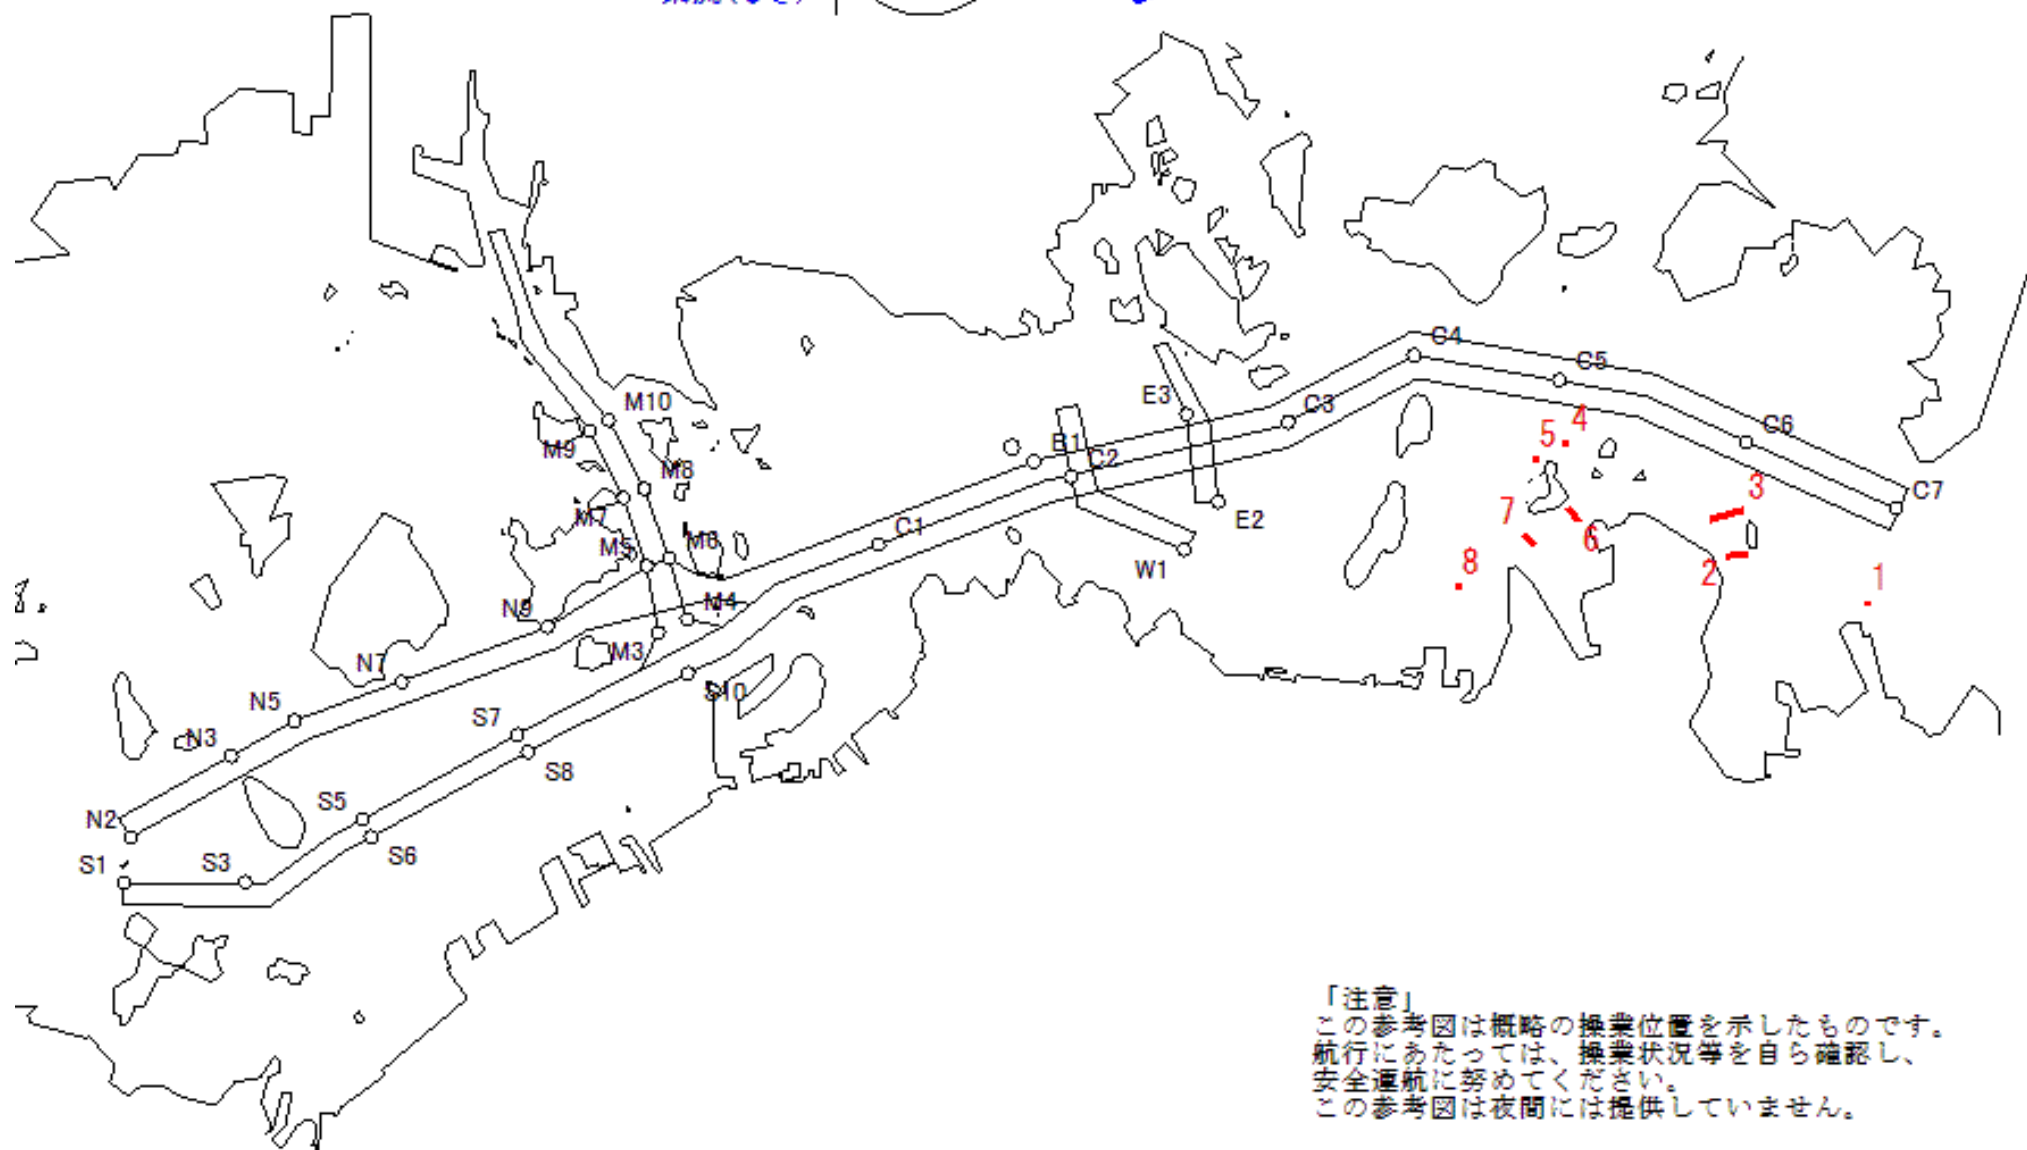 C4
C5
E3
M10
C3
4
C6
B1
5
M9
C2
M8
3
C7
7
M7
C1
E2
6
M5
M6
W1
8
2
1
N9
M4
M3
N7
S10
N5
S7
N3
S8
S5
N2
S6
S1
S3
「注意」
この参考図は概略の操業位置を示したものです。
航行にあたっては、操業状況等を自ら確認し、
安全運航に努めてください。
この参考図は夜間には提供していません。